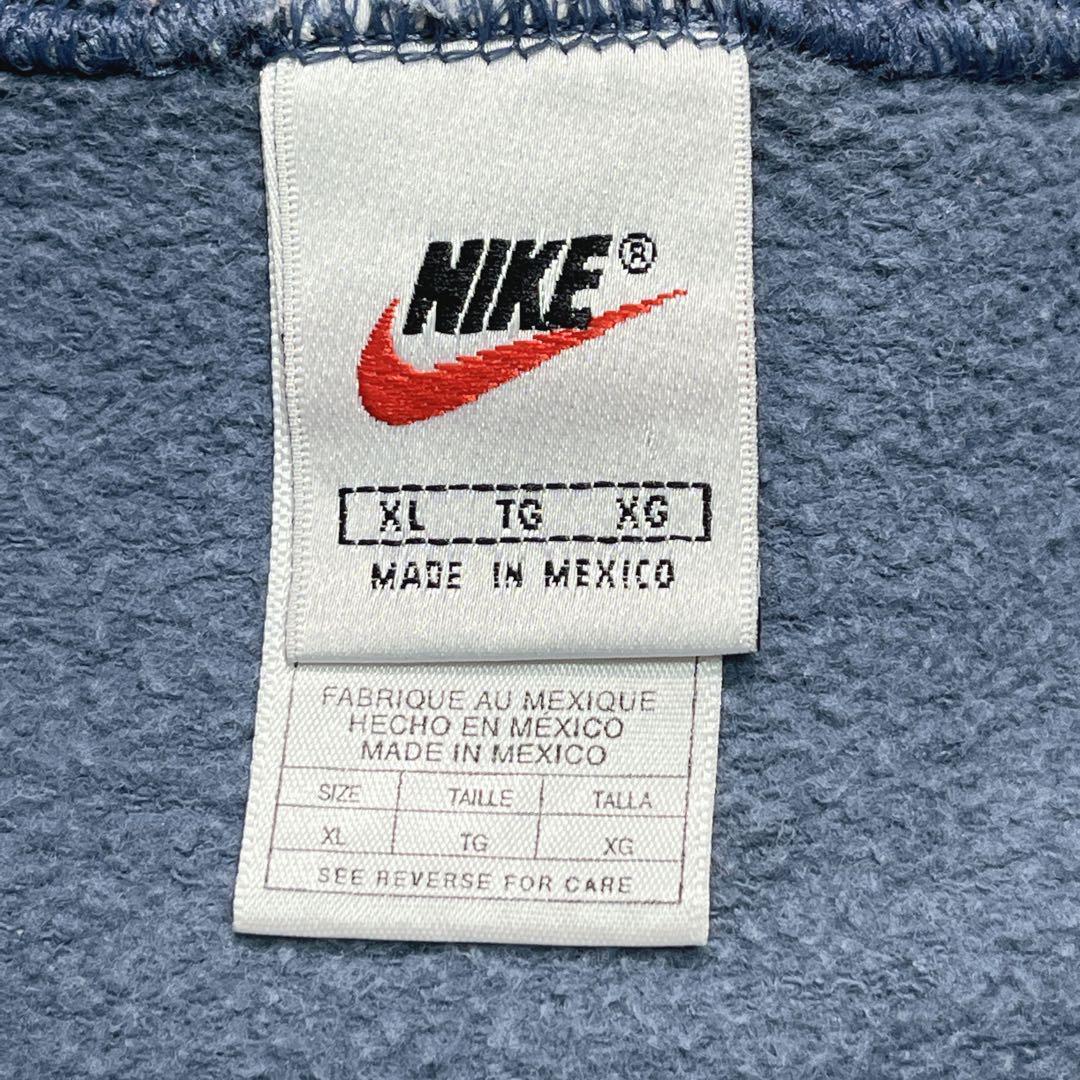 NIKE®
XL TG XG
MADE IN MEXICO
FABRIQUE AU MEXIQUE
HECHO EN MEXICO
MADE IN MEXICO
SIZE TAILLE TALLA
XL TG XG
SEE REVERSE FOR CARE